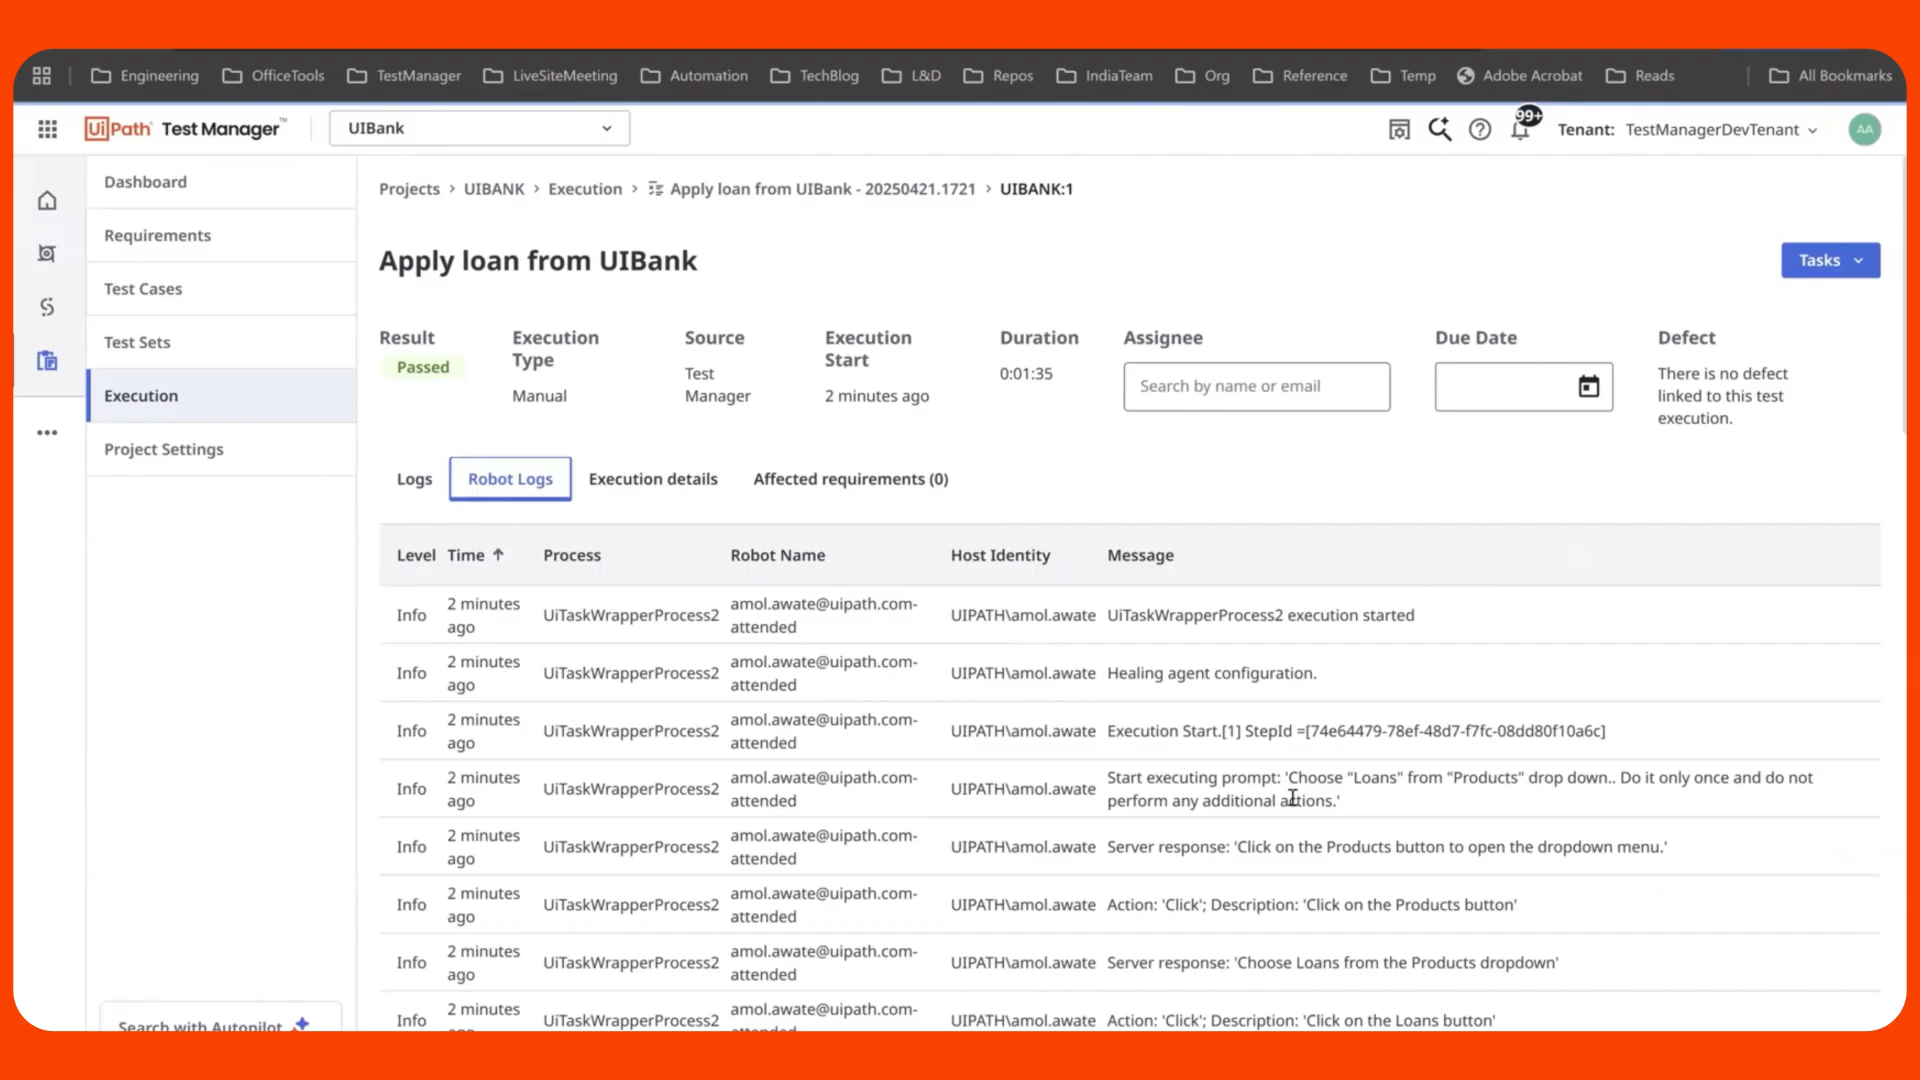 Engineering OfficeTools TestManager LiveSiteMeeting Automation TechBlog L&D Repos IndiaTeam Org Reference Temp Adobe Acrobat Reads All Bookmarks
UiPath Test Manager™ UIBank 99+ Tenant: TestManagerDevTenant AA
Dashboard
Requirements
Test Cases
Test Sets
Execution
Project Settings
Search with Autopilot
Projects > UIBANK > Execution > Apply loan from UIBank - 20250421.1721 > UIBANK:1
Apply loan from UIBank
Tasks
Result
Passed
Execution
Type
Manual
Source
Test
Manager
Execution
Start
2 minutes ago
Duration
0:01:35
Assignee
Search by name or email
Due Date
Defect
There is no defect
linked to this test
execution.
Logs Robot Logs Execution details Affected requirements (0)
Level Time Process Robot Name Host Identity Message
Info 2 minutes ago UiTaskWrapperProcess2 amol.awate@uipath.com-attended UIPATH\amol.awate UiTaskWrapperProcess2 execution started
Info 2 minutes ago UiTaskWrapperProcess2 amol.awate@uipath.com-attended UIPATH\amol.awate Healing agent configuration.
Info 2 minutes ago UiTaskWrapperProcess2 amol.awate@uipath.com-attended UIPATH\amol.awate Execution Start.[1] StepId =[74e64479-78ef-48d7-f7fc-08dd80f10a6c]
Info 2 minutes ago UiTaskWrapperProcess2 amol.awate@uipath.com-attended UIPATH\amol.awate Start executing prompt: 'Choose "Loans" from "Products" drop down.. Do it only once and do not
perform any additional actions.'
Info 2 minutes ago UiTaskWrapperProcess2 amol.awate@uipath.com-attended UIPATH\amol.awate Server response: 'Click on the Products button to open the dropdown menu.'
Info 2 minutes ago UiTaskWrapperProcess2 amol.awate@uipath.com-attended UIPATH\amol.awate Action: 'Click'; Description: 'Click on the Products button'
Info 2 minutes ago UiTaskWrapperProcess2 amol.awate@uipath.com-attended UIPATH\amol.awate Server response: 'Choose Loans from the Products dropdown'
Info 2 minutes UiTaskWrapperProcess2 amol.awate@uipath.com- UIPATH\amol.awate Action: 'Click'; Description: 'Click on the Loans button'